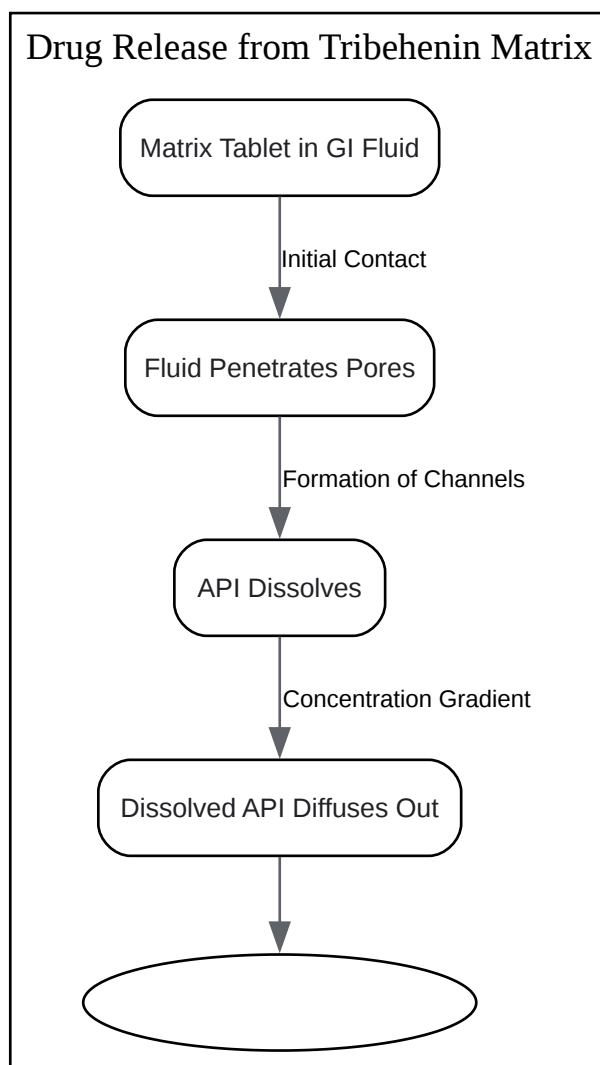 Drug Release from Tribehenin Matrix
Matrix Tablet in GI Fluid
Initial Contact
Fluid Penetrates Pores
Formation of Channels
API Dissolves
Concentration Gradient
Dissolved API Diffuses Out